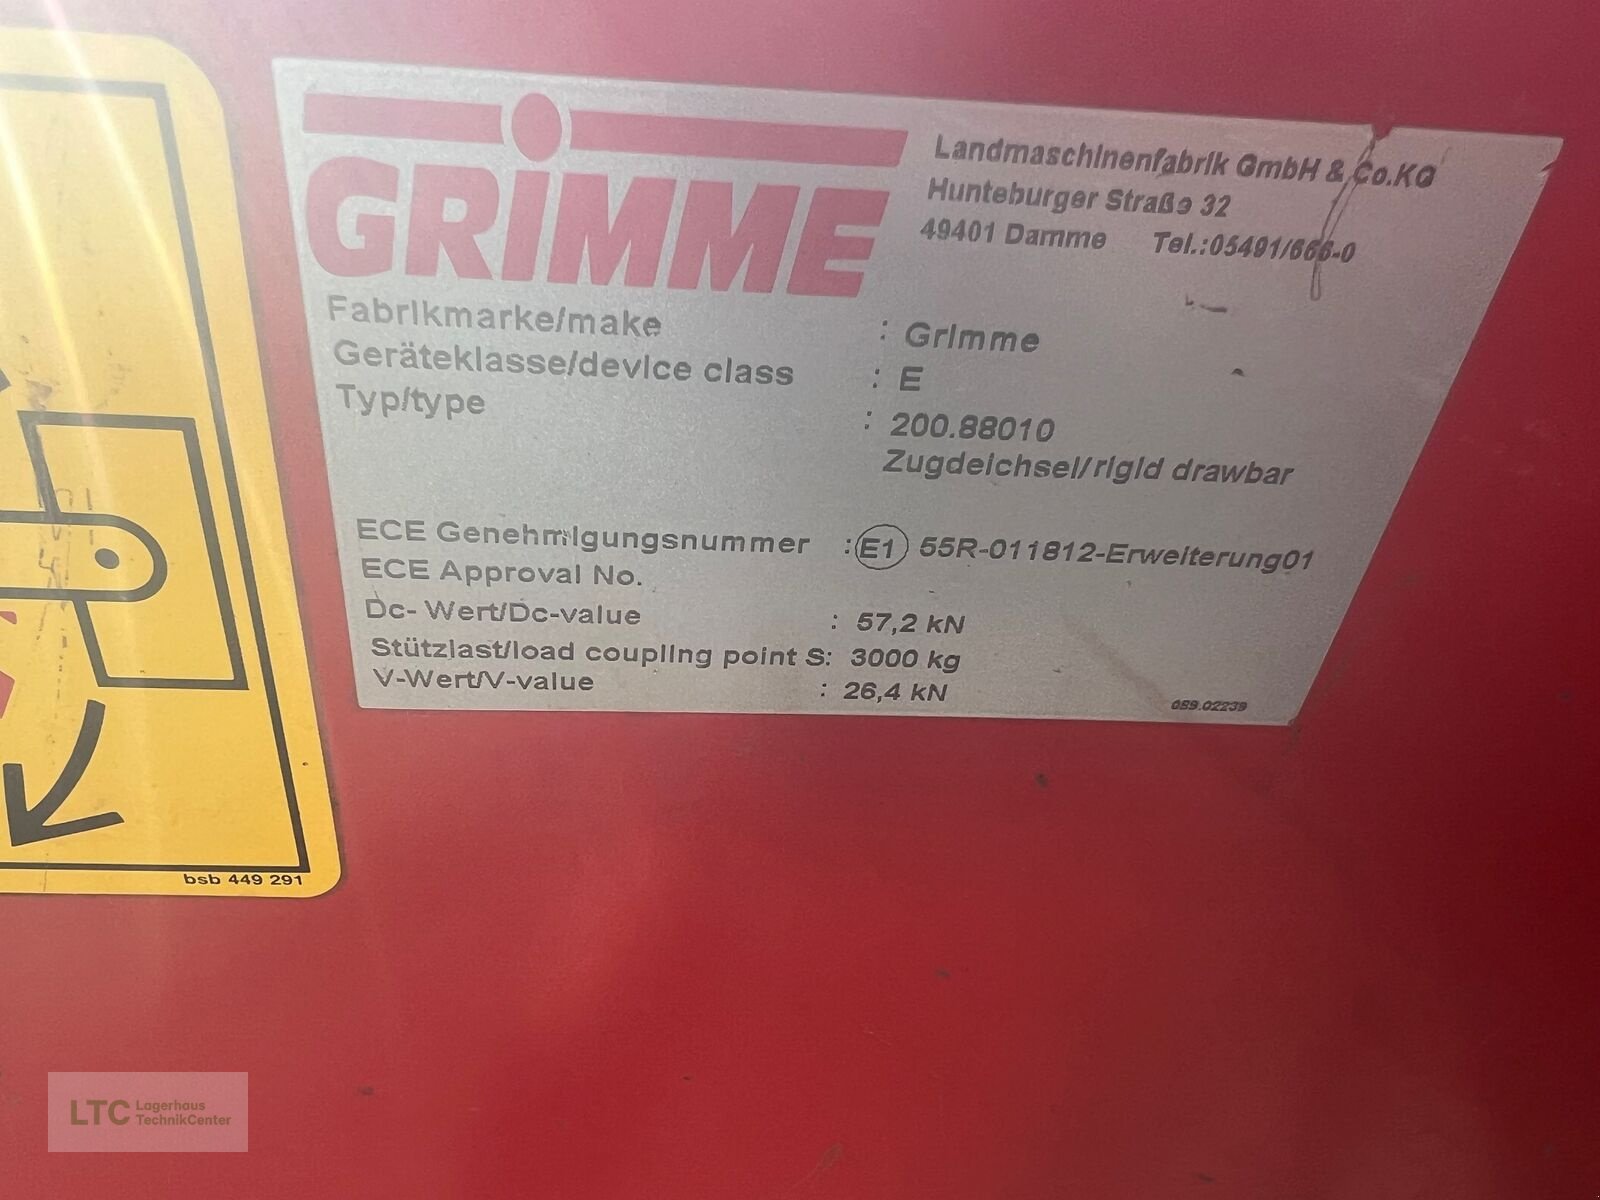 GRIMME
Landmaschinenfabrik GmbH & Co.KG
Hunteburger Straße 32
49401 Damme Tel.:05491/666-0
Fabrikmarke/make : Grimme
Geräteklasse/device class : E
Typ/type : 200.88010
Zugdeichsel/rigid drawbar
ECE Genehmigungsnummer : E1 55R-011812-Erweiterung01
ECE Approval No.
Dc- Wert/Dc-value : 57,2 kN
Stützlast/load coupling point S: 3000 kg
V-Wert/V-value : 26,4 kN
089.02239
bsb 449 291
LTC Lagerhaus
TechnikCenter